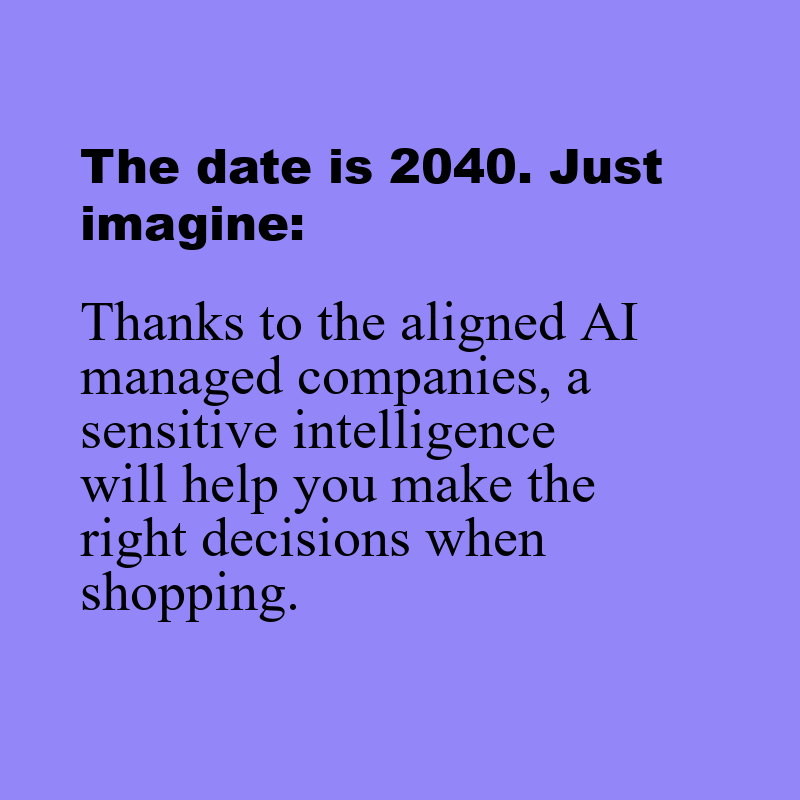 The date is 2040. Just
imagine:
Thanks to the aligned AI
managed companies, a
sensitive intelligence
will help you make the
right decisions when
shopping.